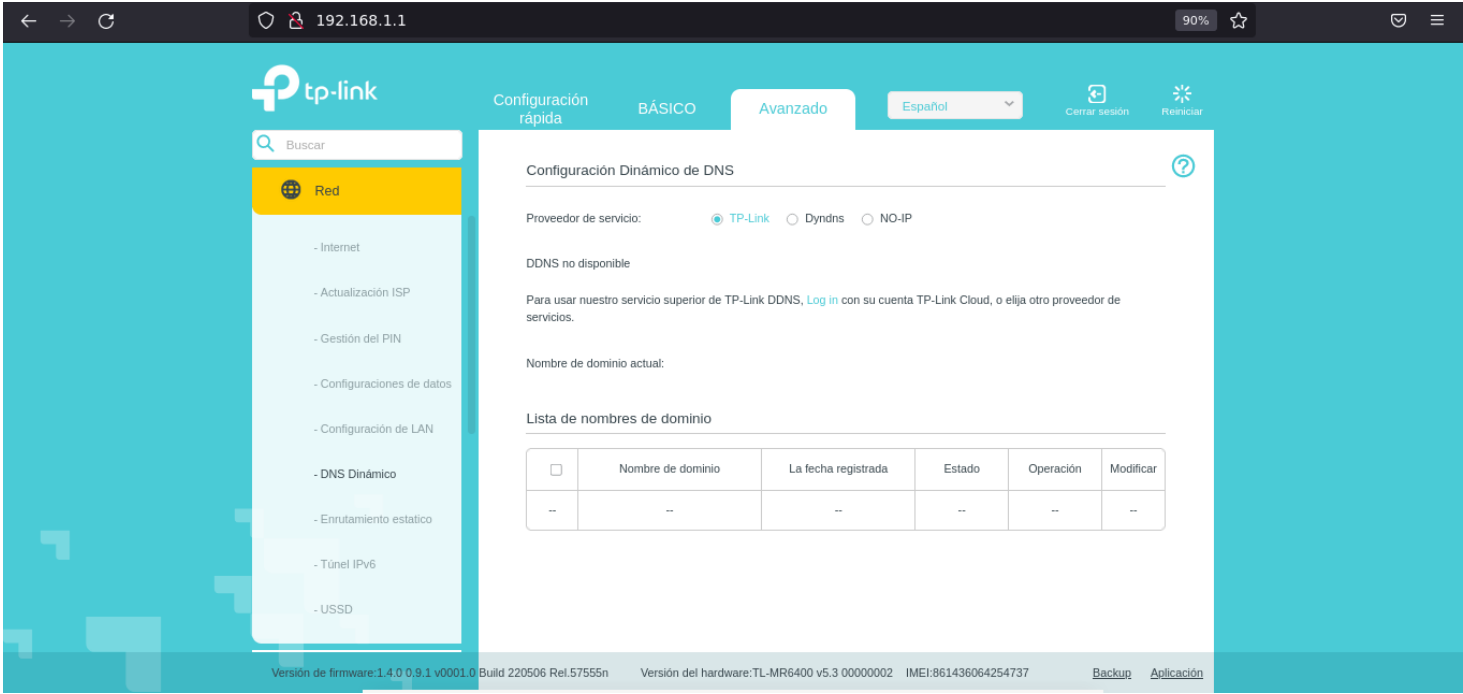 192.168.1.1
90%
tp-link
Configuración
rápida
BÁSICO
Avanzado
Español
Cerrar sesión
Reiniciar
Buscar
Red
- Internet
- Actualización ISP
- Gestión del PIN
- Configuraciones de datos
- Configuración de LAN
- DNS Dinámico
- Enrutamiento estatico
- Túnel IPv6
- USSD
Configuración Dinámico de DNS
?
Proveedor de servicio: TP-Link Dyndns NO-IP
DDNS no disponible
Para usar nuestro servicio superior de TP-Link DDNS, Log in con su cuenta TP-Link Cloud, o elija otro proveedor de
servicios.
Nombre de dominio actual:
Lista de nombres de dominio
Nombre de dominio La fecha registrada Estado Operación Modificar
-- -- -- -- -- --
Versión de firmware:1.4.0 0.9.1 v0001.0 Build 220506 Rel.57555n Versión del hardware:TL-MR6400 v5.3 00000002 IMEI:861436064254737 Backup Aplicación